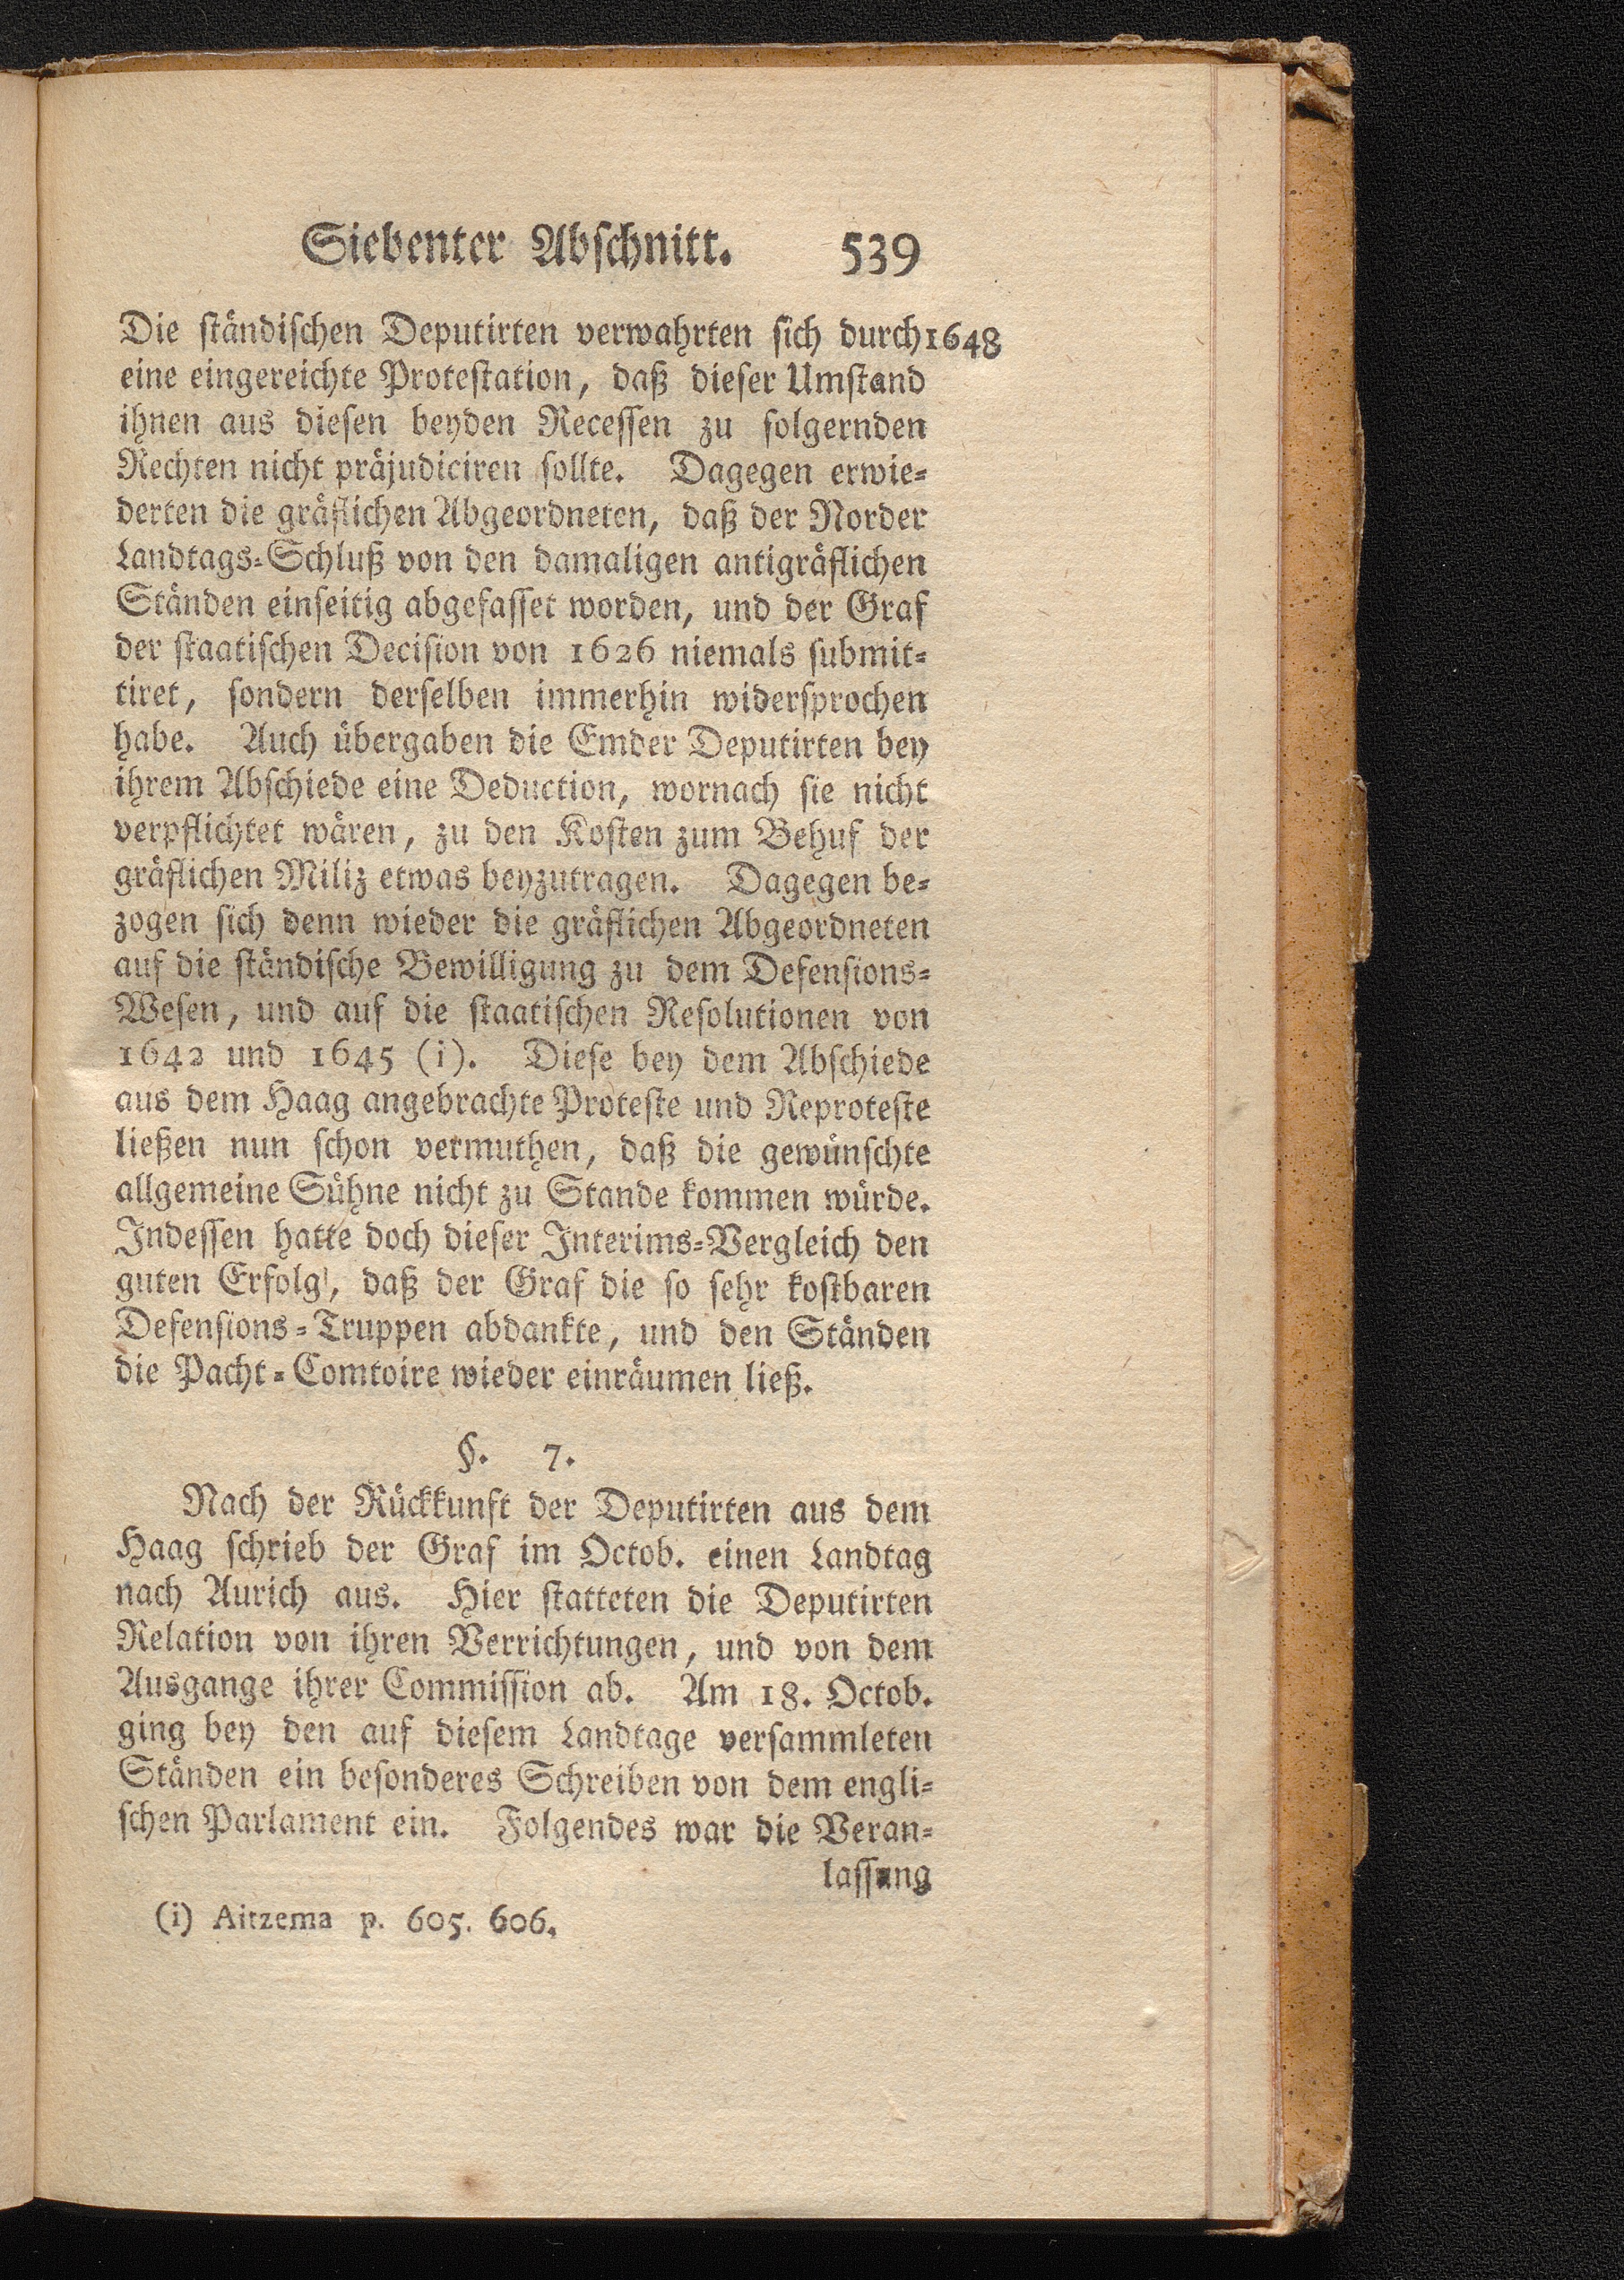 Siebenter Abschnitt. 539
Die ständischen Deputirten verwahrten sich durch 1648
eine eingereichte Protestation, daß dieser Umstand
ihnen aus diesen beyden Recessen zu folgernden
Rechten nicht präjudiciren sollte. Dagegen erwie-
derten die gräflichen Abgeordneten, daß der Norder
Landtags-Schluß von den damaligen antigräflichen
Ständen einseitig abgefasset worden, und der Graf
der staatischen Decision von 1626 niemals submit-
tiret, sondern derselben immerhin widersprochen
habe. Auch übergaben die Emder Deputirten bey
ihrem Abschiede eine Deduction, wornach sie nicht
verpflichtet wären, zu den Kosten zum Behuf der
gräflichen Miliz etwas beyzutragen. Dagegen be-
zogen sich denn wieder die gräflichen Abgeordneten
auf die ständische Bewilligung zu dem Defensions-
Wesen, und auf die staatischen Resolutionen von
1642 und 1645 (i). Diese bey dem Abschiede
aus dem Haag angebrachte Proteste und Reproteste
ließen nun schon vermuthen, daß die gewünschte
allgemeine Sühne nicht zu Stande kommen würde.
Indessen hatte doch dieser Interims-Vergleich den
guten Erfolg, daß der Graf die so sehr kostbaren
Defensions-Truppen abdankte, und den Ständen
die Pacht-Comtoire wieder einräumen ließ.
§. 7.
Nach der Rückkunft der Deputirten aus dem
Haag schrieb der Graf im Octob. einen Landtag
nach Aurich aus. Hier statteten die Deputirten
Relation von ihren Verrichtungen, und von dem
Ausgange ihrer Commission ab. Am 18. Octob.
ging bey den auf diesem Landtage versammleten
Ständen ein besonderes Schreiben von dem engli-
schen Parlament ein. Folgendes war die Veran-
lassung
(i) Aitzema p. 605. 606.